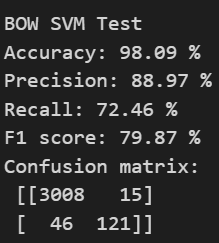 BOW SVM Test
Accuracy: 98.09 %
Precision: 88.97 %
Recall: 72.46 %
F1 score: 79.87 %
Confusion matrix:
[[3008 15]
[ 46 121]]